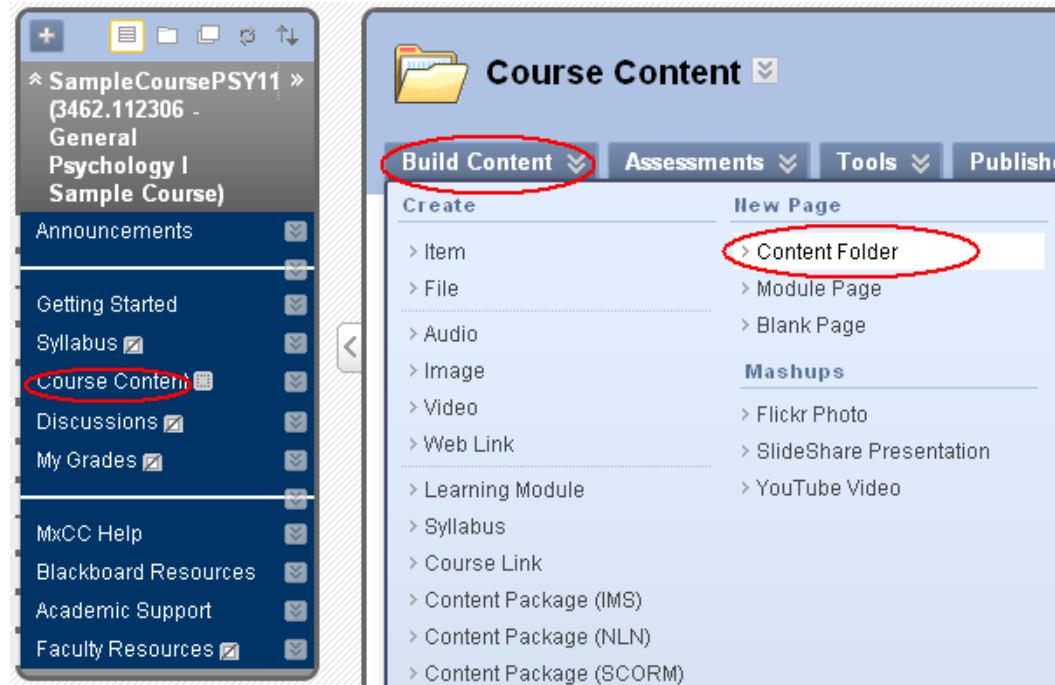 SampleCoursePSY11
(3462.112306 -
General
Psychology I
Sample Course)
Announcements
Getting Started
Syllabus
Course Content
Discussions
My Grades
MxCC Help
Blackboard Resources
Academic Support
Faculty Resources
Course Content
Build Content
Assessments
Tools
Publishe
Create
Item
File
Audio
Image
Video
Web Link
Learning Module
Syllabus
Course Link
Content Package (IMS)
Content Package (NLN)
Content Package (SCORM)
New Page
Content Folder
Module Page
Blank Page
Mashups
Flickr Photo
SlideShare Presentation
YouTube Video